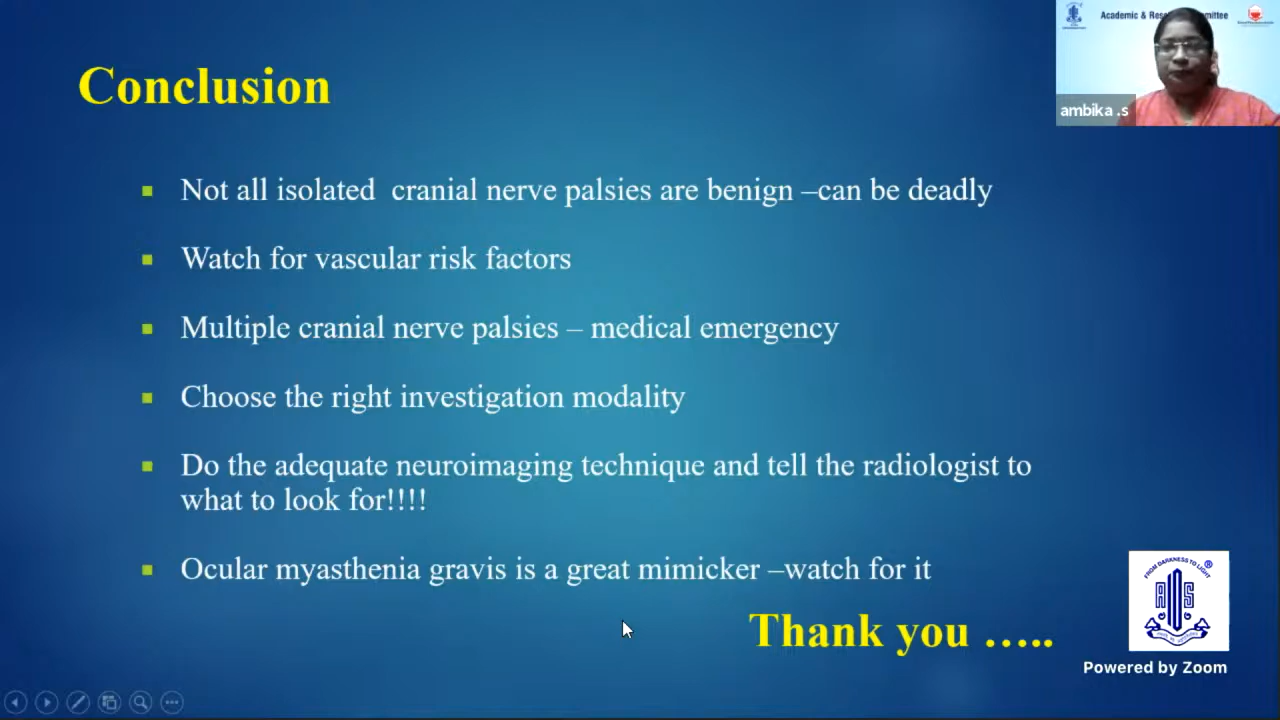 Academic & Res
mittee
ambika .s
Conclusion
Not all isolated cranial nerve palsies are benign –can be deadly
Watch for vascular risk factors
Multiple cranial nerve palsies – medical emergency
Choose the right investigation modality
Do the adequate neuroimaging technique and tell the radiologist to
what to look for!!!!
Ocular myasthenia gravis is a great mimicker –watch for it
Thank you …..
FROM DARKNESS TO LIGHT ®
AIOS
Powered by Zoom